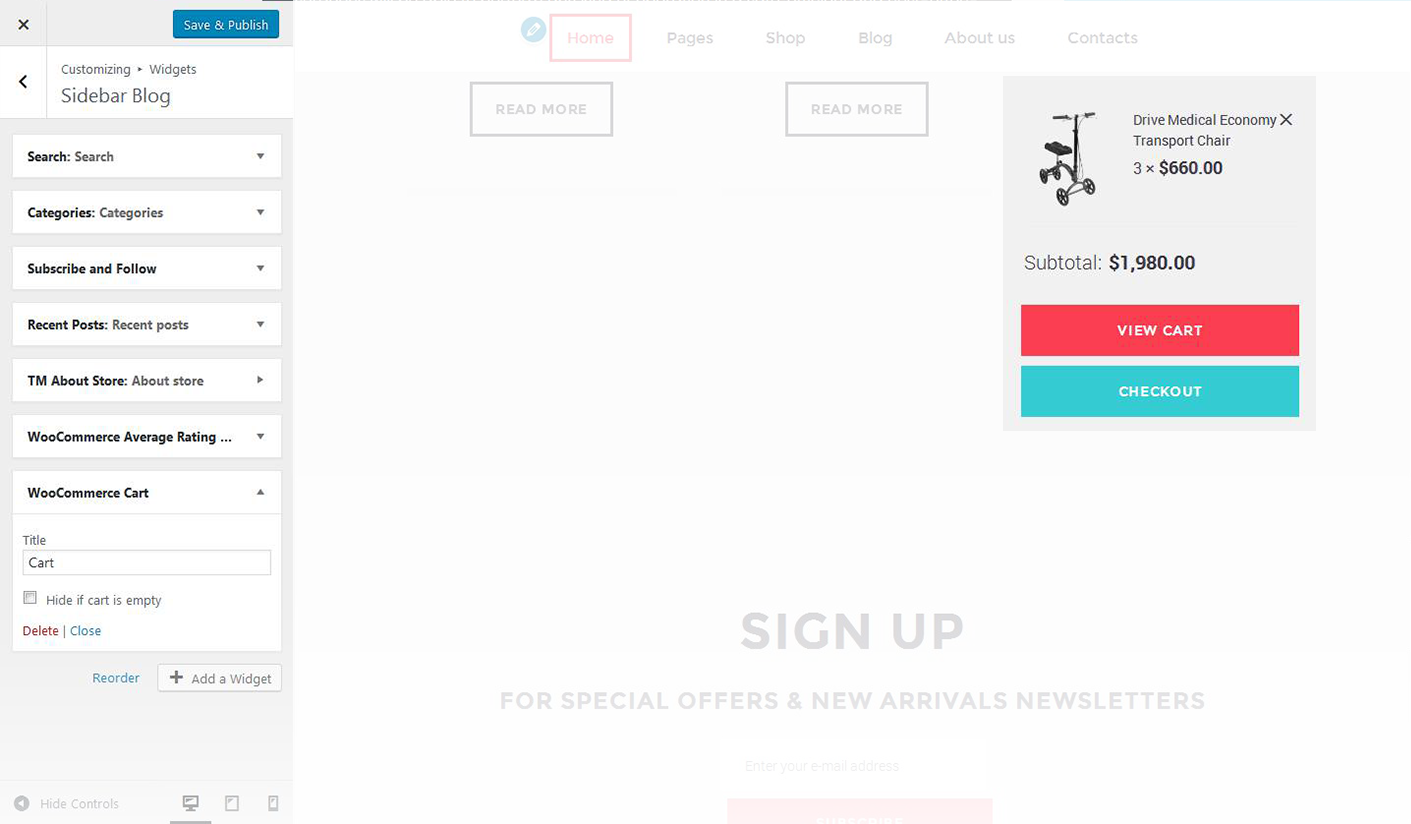 Save & Publish
Customizing ▸ Widgets
Sidebar Blog
Search: Search
Categories: Categories
Subscribe and Follow
Recent Posts: Recent posts
TM About Store: About store
WooCommerce Average Rating ...
WooCommerce Cart
Title
Cart
Hide if cart is empty
Delete | Close
Reorder
Add a Widget
Hide Controls
Home Pages Shop Blog About us Contacts
READ MORE READ MORE
Drive Medical Economy
Transport Chair
3 × $660.00
Subtotal: $1,980.00
VIEW CART
CHECKOUT
SIGN UP
FOR SPECIAL OFFERS & NEW ARRIVALS NEWSLETTERS
Enter your e-mail address
SUBSCRIBE